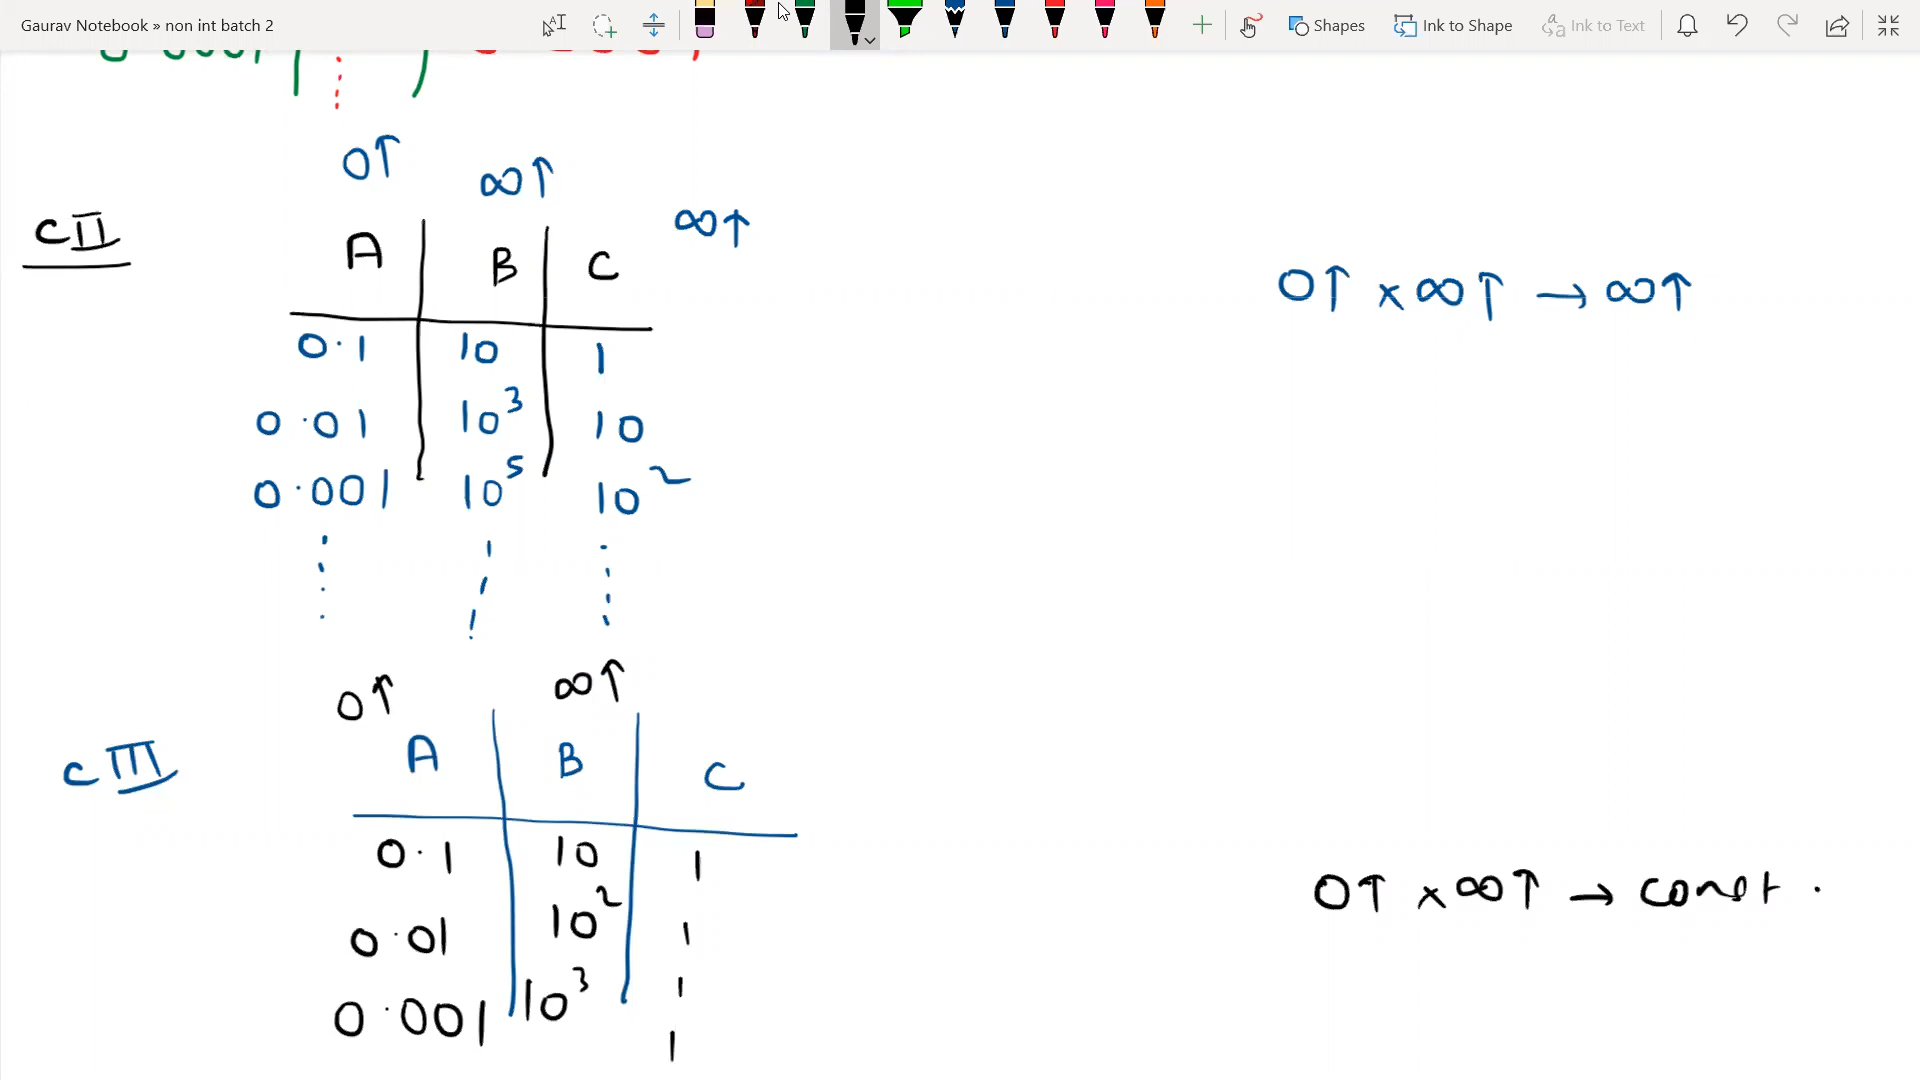 Gaurav Notebook » non int batch 2
Shapes
Ink to Shape
Ink to Text
0↑ ∞↑ ∞↑
CII A B C
0↑ × ∞↑ → ∞↑
0.1 10 1
0.01 10³ 10
0.001 10⁵ 10²
0↑ ∞↑
CIII A B C
0.1 10 1
0↑ × ∞↑ → const.
0.01 10² 1
0.001 10³ 1
1